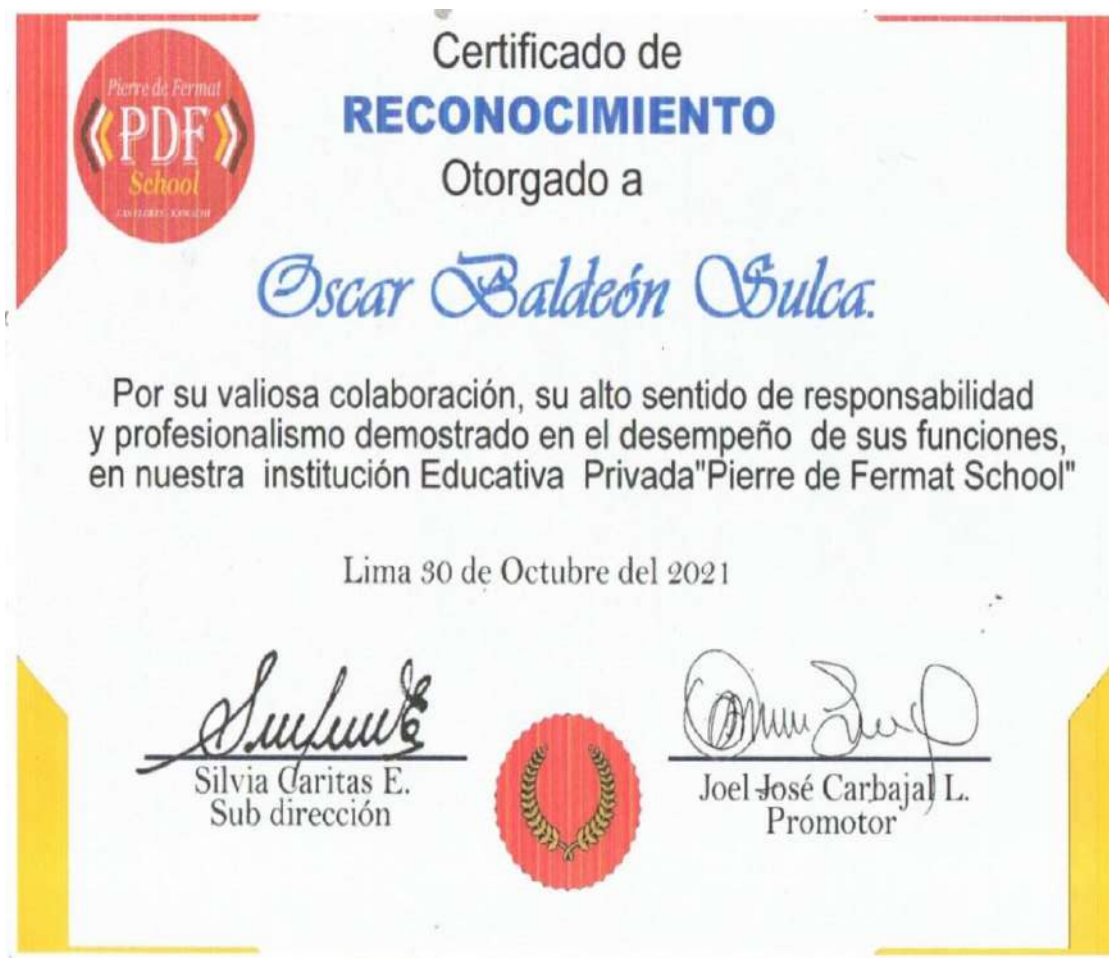 Pierre de Fermat
PDF
School
Certificado de
RECONOCIMIENTO
Otorgado a
Oscar Baldeón Sulca.
Por su valiosa colaboración, su alto sentido de responsabilidad
y profesionalismo demostrado en el desempeño de sus funciones,
en nuestra institución Educativa Privada"Pierre de Fermat School"
Lima 30 de Octubre del 2021
Silvia Caritas E.
Sub dirección
Joel José Carbajal L.
Promotor